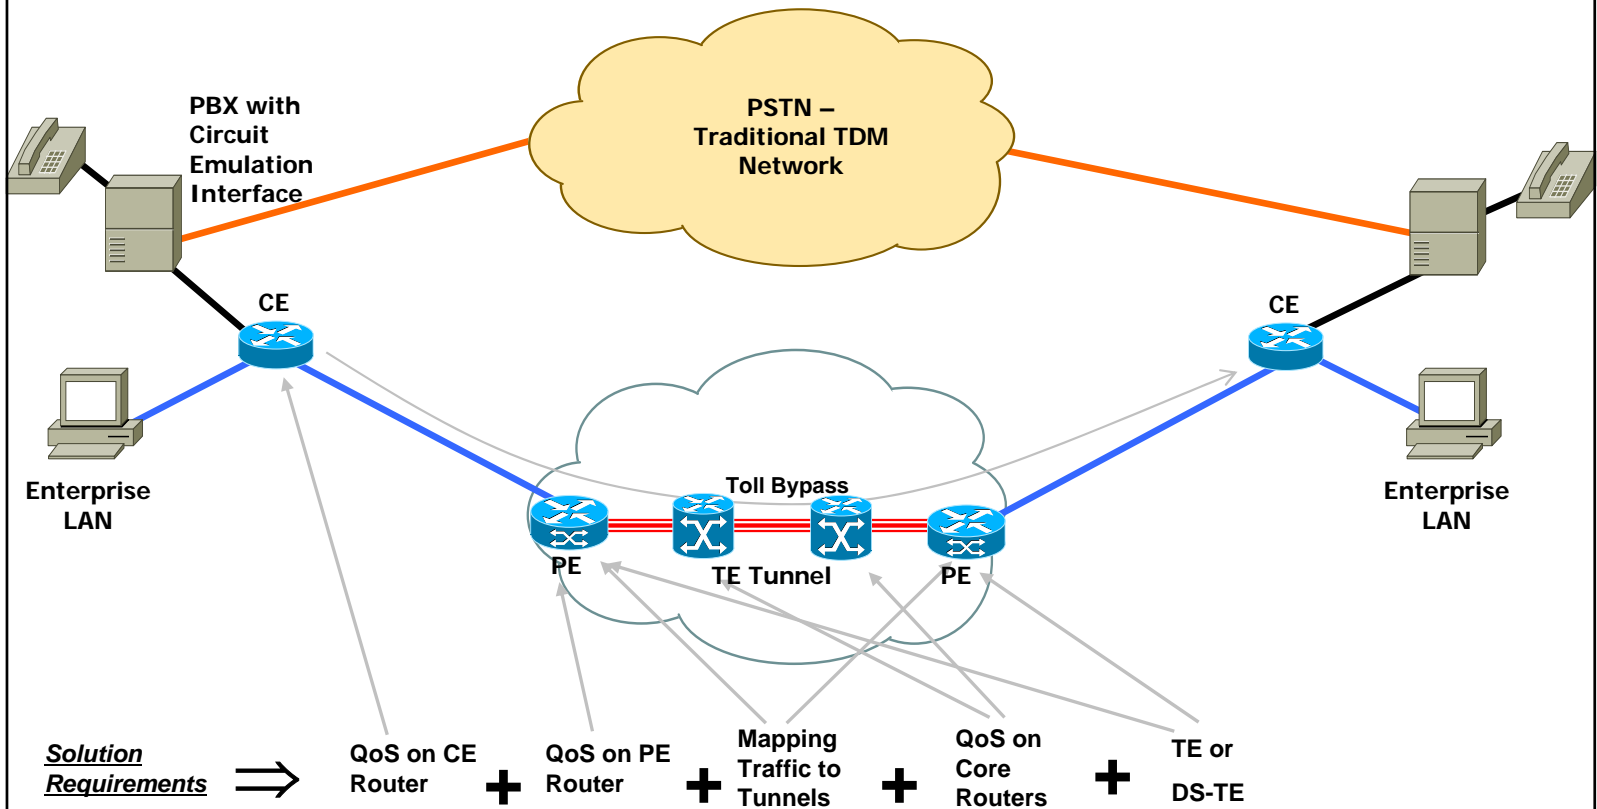 PBX with
Circuit
Emulation
Interface
PSTN –
Traditional TDM
Network
CE
CE
Enterprise
LAN
Enterprise
LAN
Toll Bypass
PE
TE Tunnel
PE
Solution
Requirements
⇒
QoS on CE
Router
+
QoS on PE
Router
+
Mapping
Traffic to
Tunnels
+
QoS on
Core
Routers
+
TE or
DS-TE